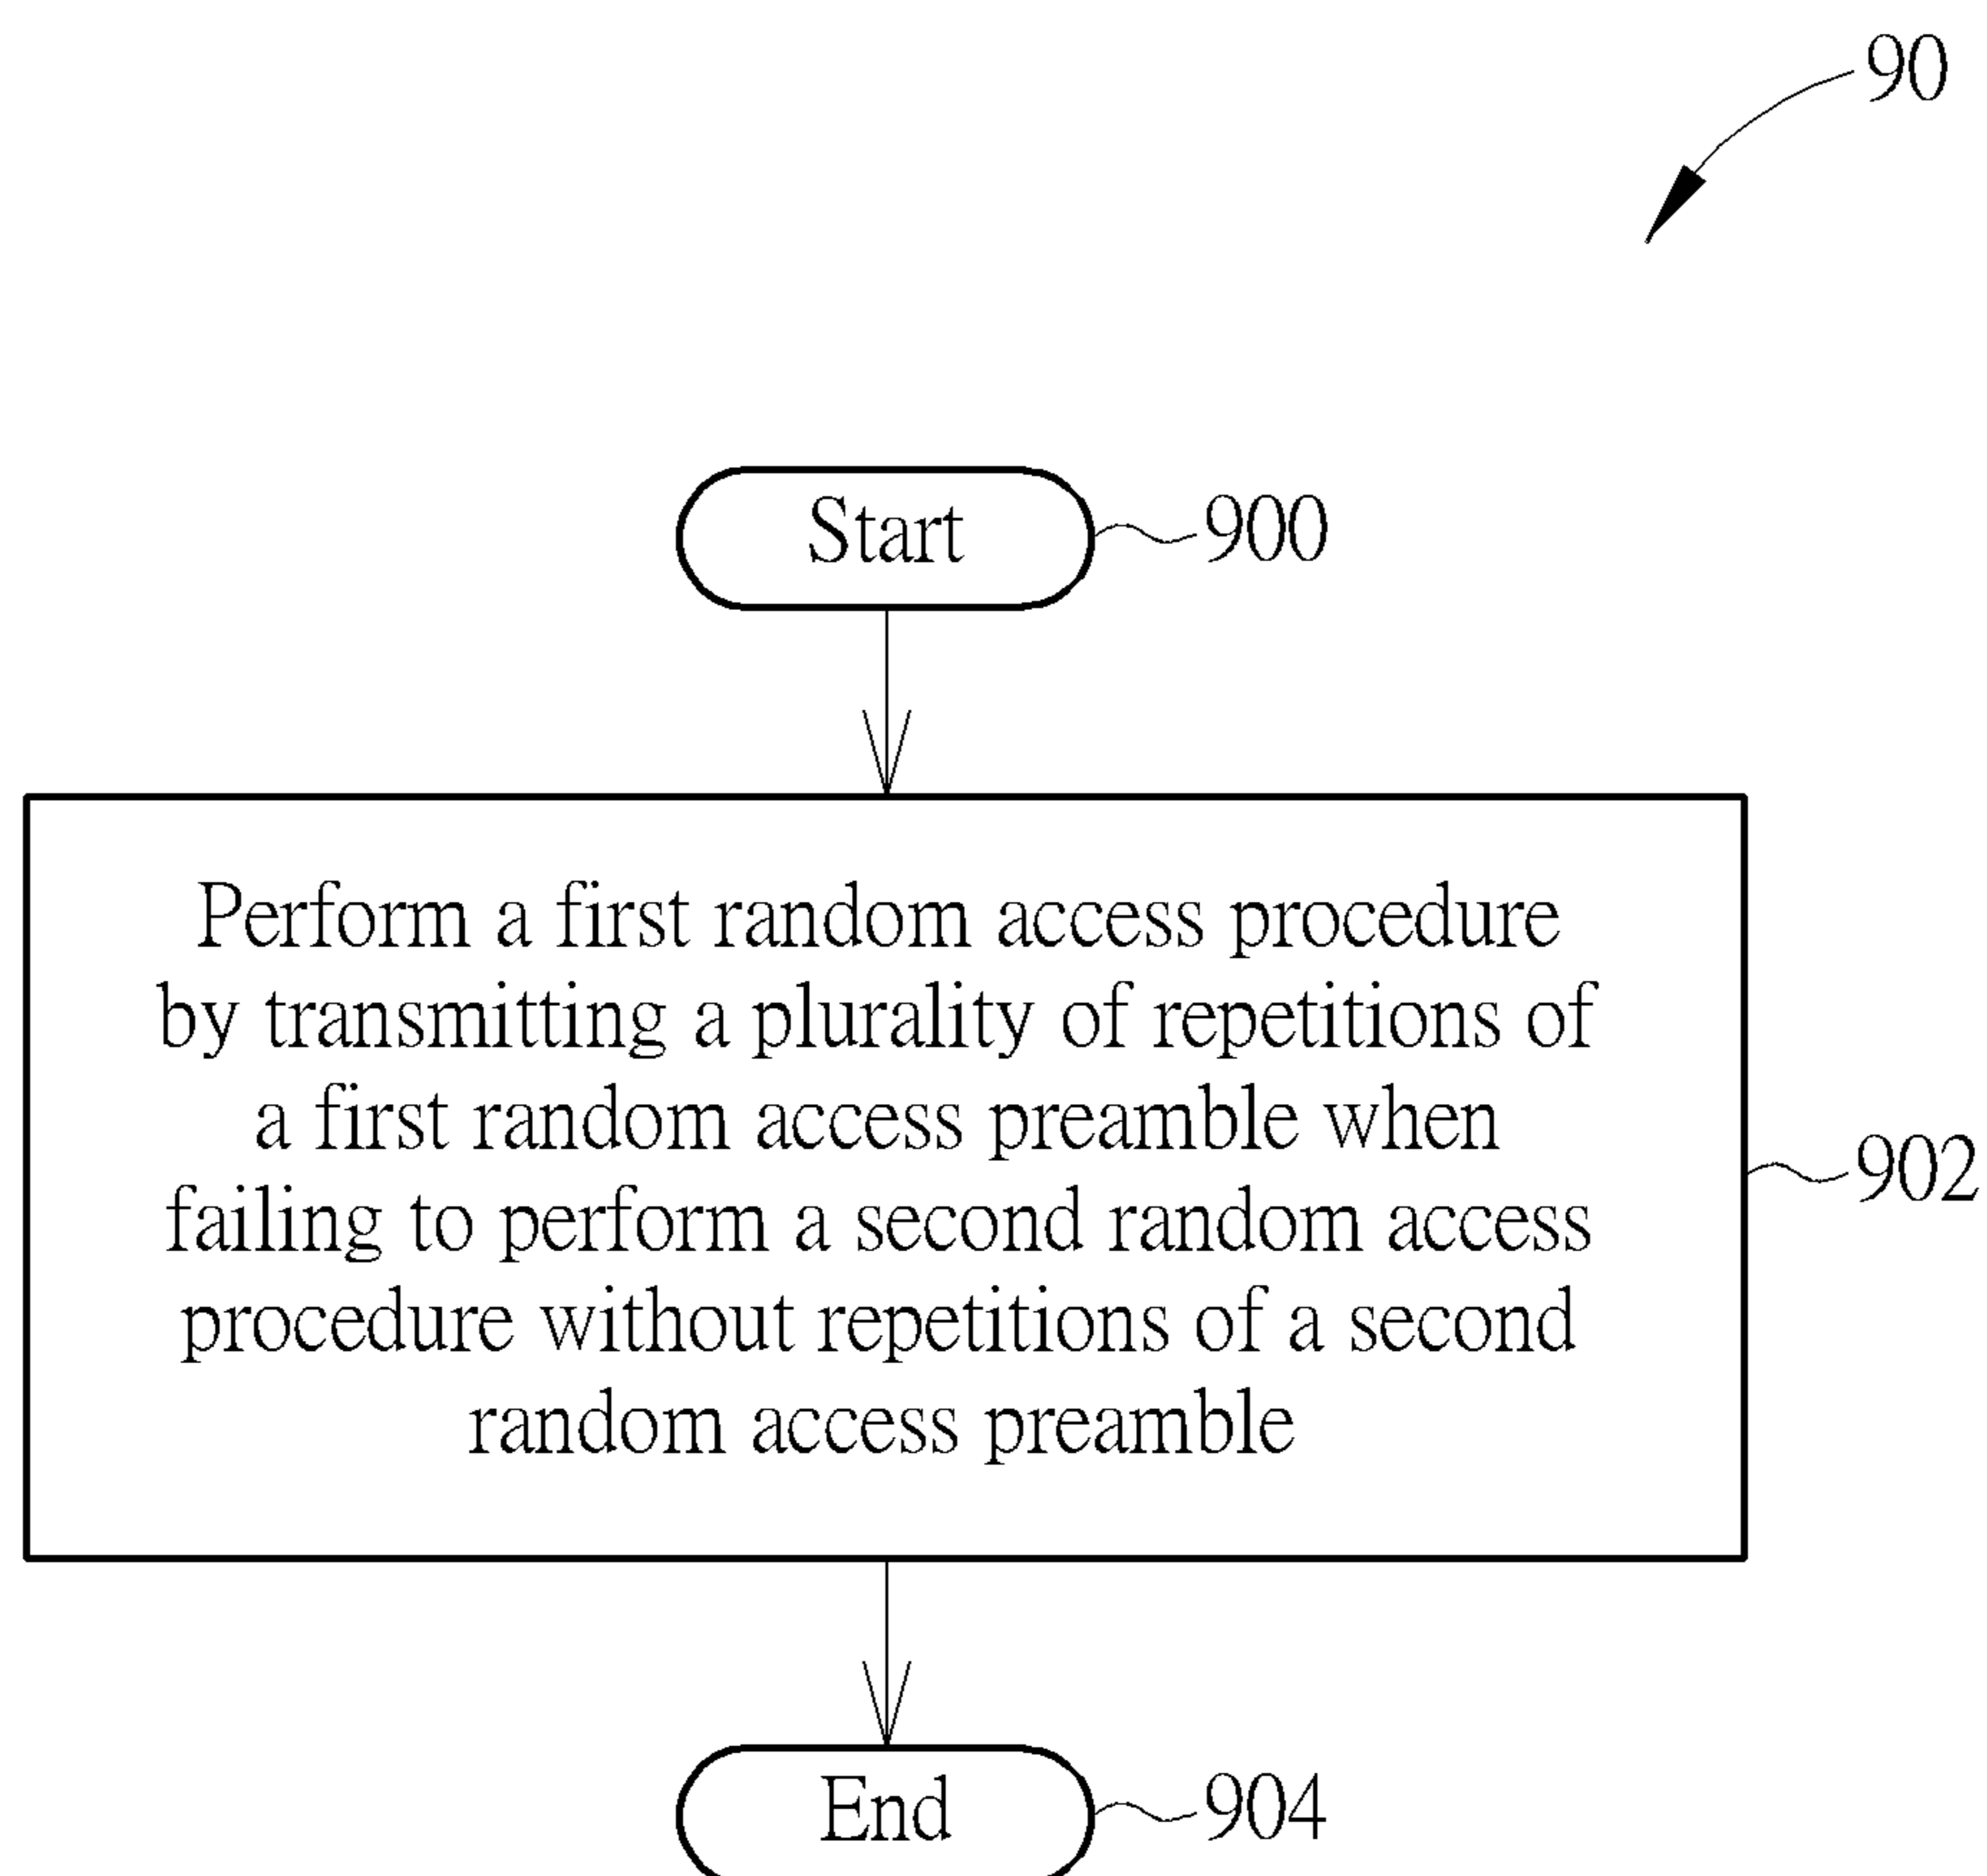 90
Start
900
Perform a first random access procedure
by transmitting a plurality of repetitions of
a first random access preamble when
failing to perform a second random access
procedure without repetitions of a second
random access preamble
902
End
904